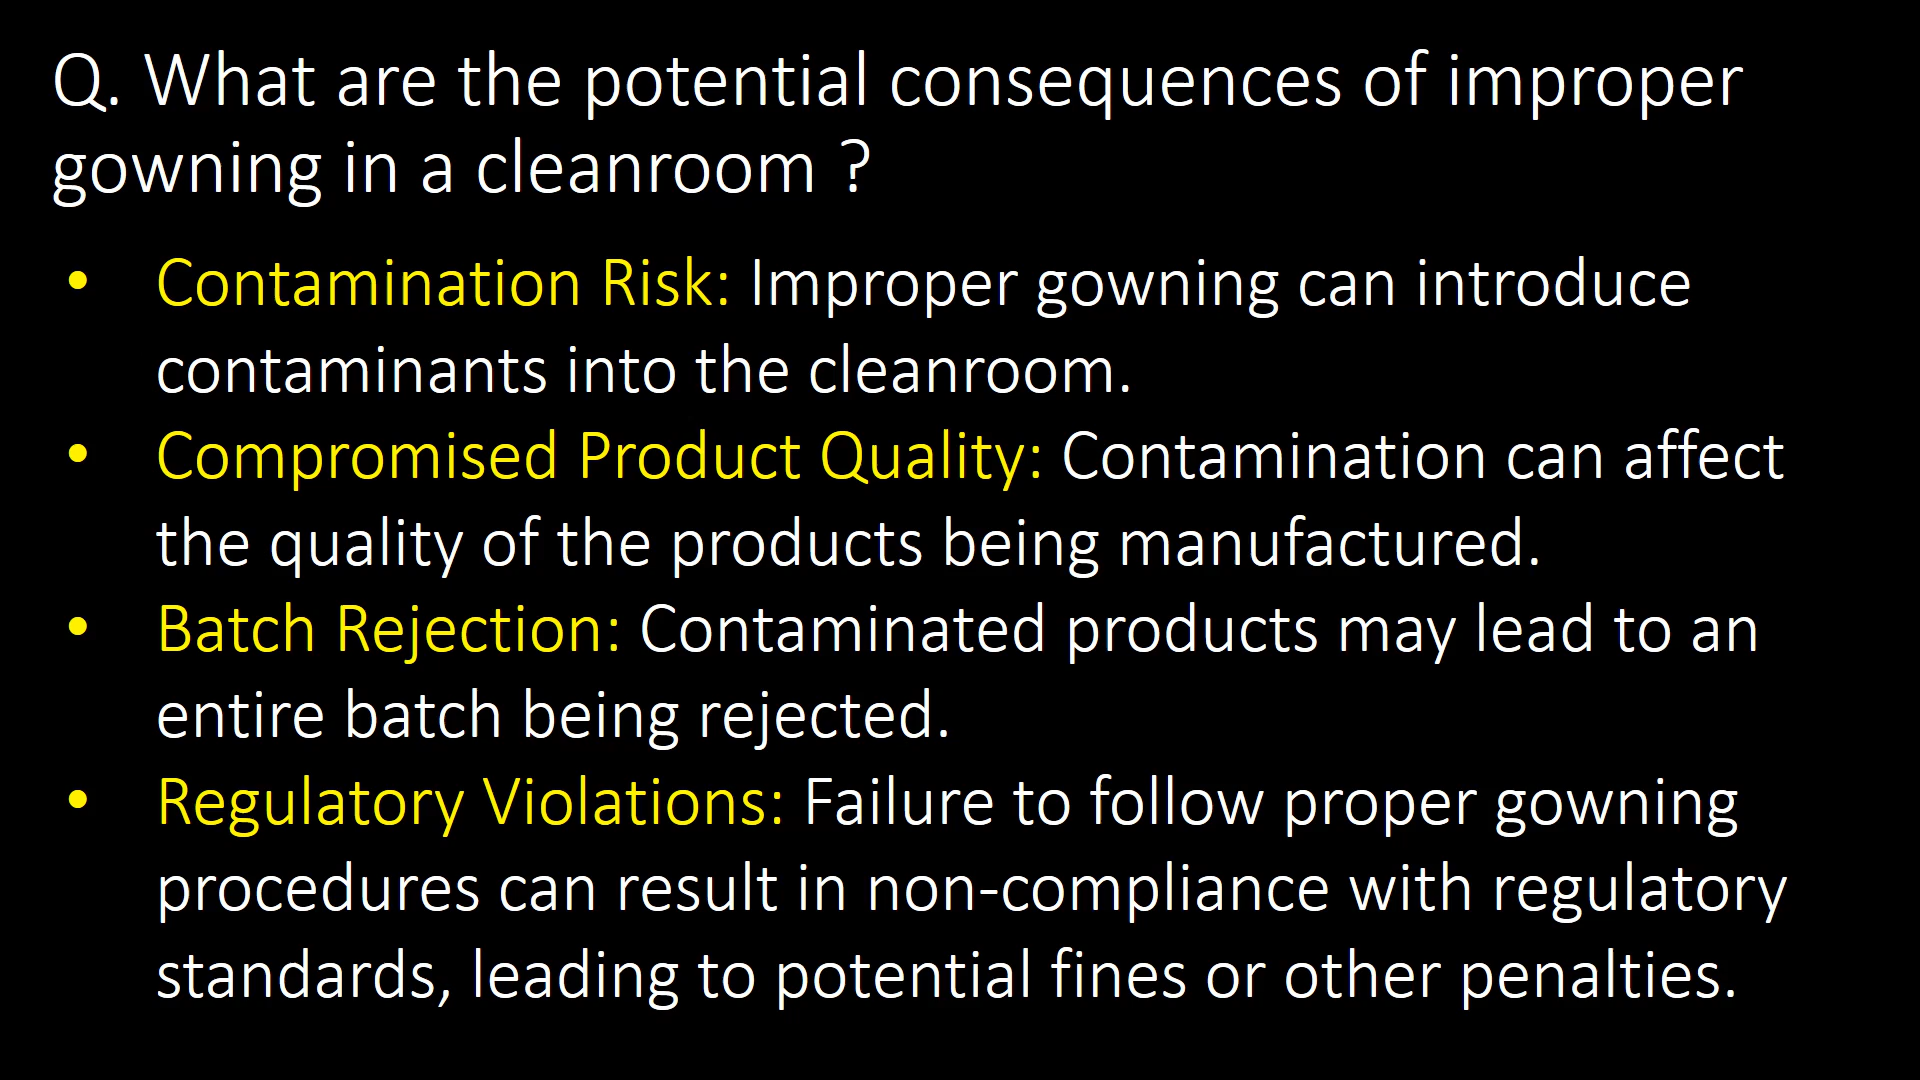 Q. What are the potential consequences of improper
gowning in a cleanroom ?
• Contamination Risk: Improper gowning can introduce
contaminants into the cleanroom.
• Compromised Product Quality: Contamination can affect
the quality of the products being manufactured.
• Batch Rejection: Contaminated products may lead to an
entire batch being rejected.
• Regulatory Violations: Failure to follow proper gowning
procedures can result in non-compliance with regulatory
standards, leading to potential fines or other penalties.